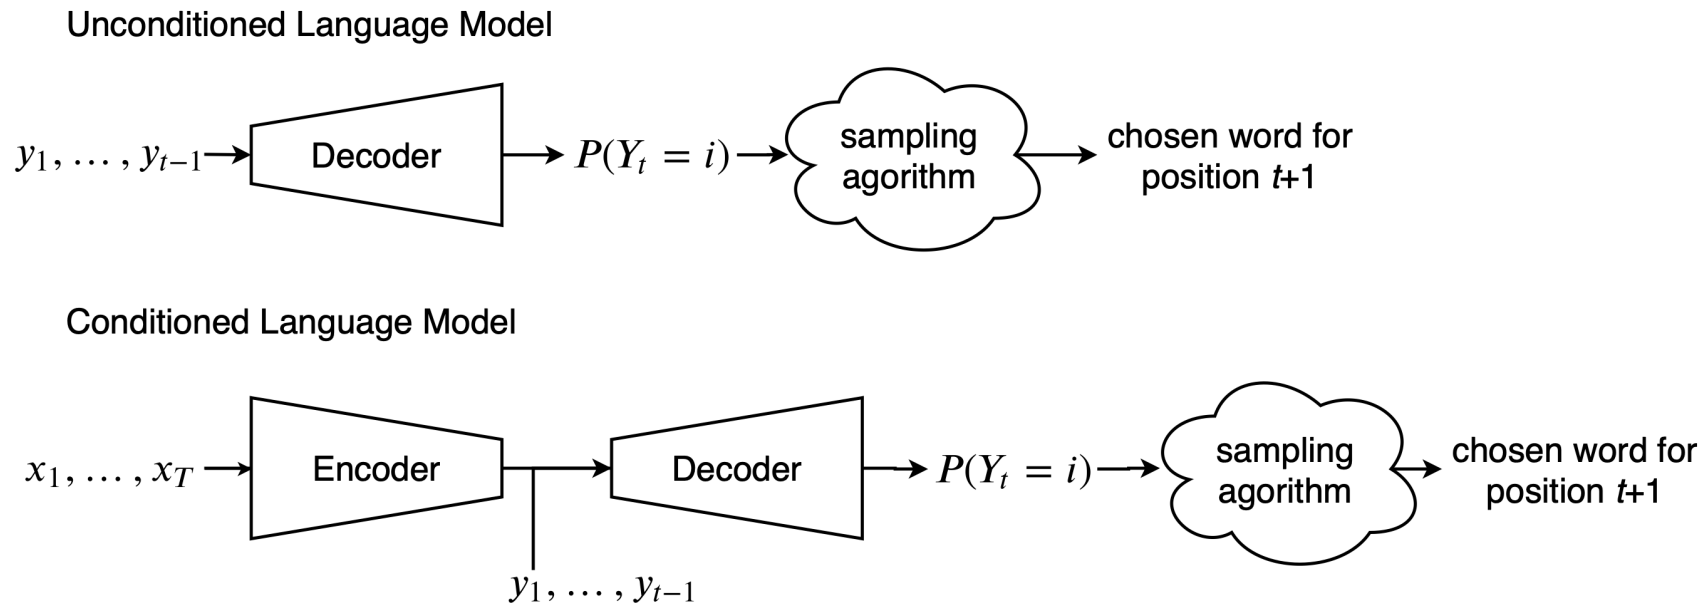 Unconditioned Language Model
y₁, … , yₜ₋₁
Decoder
P(Yₜ = i)
sampling
agorithm
chosen word for
position t+1
Conditioned Language Model
x₁, … , x_T
Encoder
y₁, … , yₜ₋₁
Decoder
P(Yₜ = i)
sampling
agorithm
chosen word for
position t+1